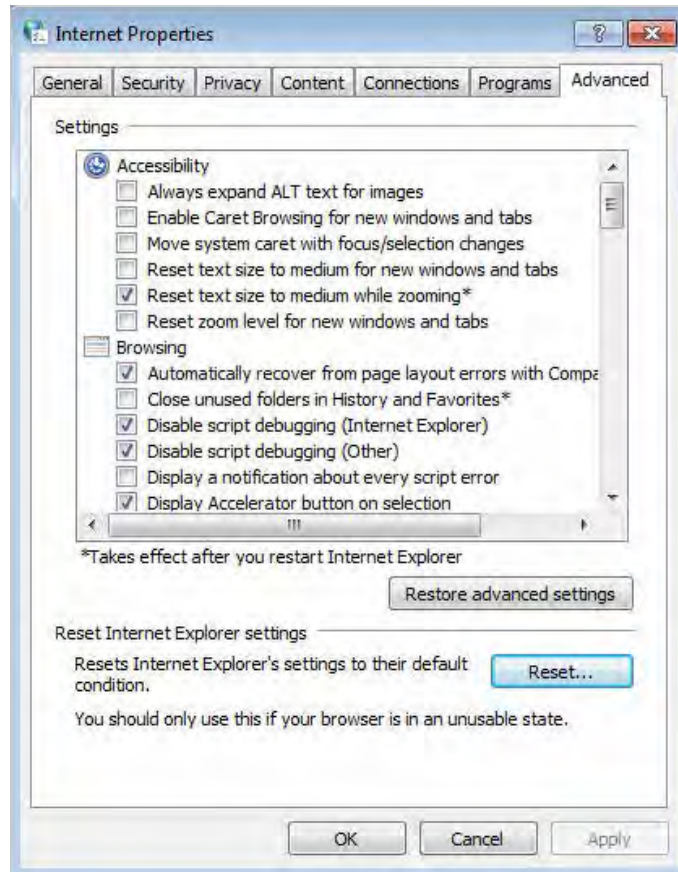 Internet Properties
General Security Privacy Content Connections Programs Advanced
Settings
Accessibility
Always expand ALT text for images
Enable Caret Browsing for new windows and tabs
Move system caret with focus/selection changes
Reset text size to medium for new windows and tabs
Reset text size to medium while zooming*
Reset zoom level for new windows and tabs
Browsing
Automatically recover from page layout errors with Compa
Close unused folders in History and Favorites*
Disable script debugging (Internet Explorer)
Disable script debugging (Other)
Display a notification about every script error
Display Accelerator button on selection
*Takes effect after you restart Internet Explorer
Restore advanced settings
Reset Internet Explorer settings
Resets Internet Explorer's settings to their default
condition.
Reset...
You should only use this if your browser is in an unusable state.
OK Cancel Apply